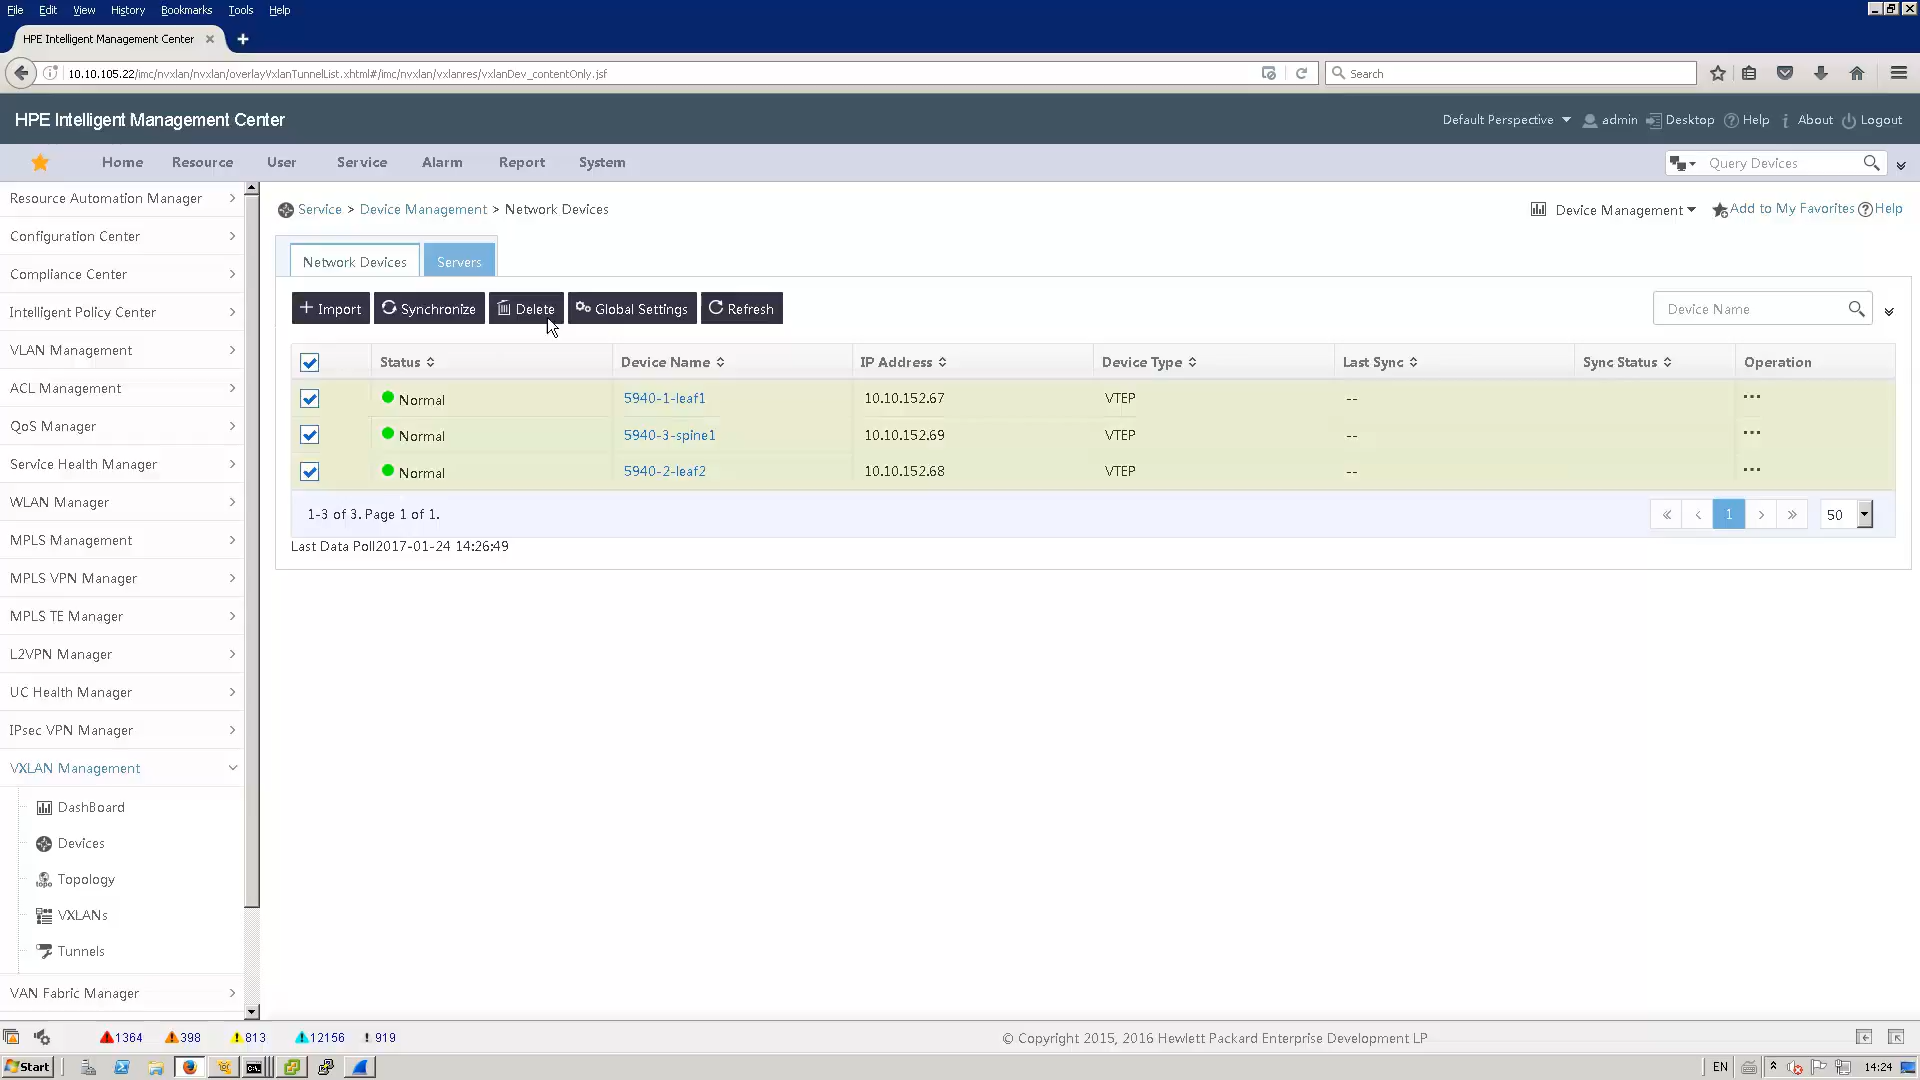 File Edit View History Bookmarks Tools Help
HPE Intelligent Management Center
10.10.105.22/imc/nvxlan/nvxlan/overlayVxlanTunnelList.xhtml#/imc/nvxlan/vxlanres/vxlanDev_contentOnly.jsf Search
HPE Intelligent Management Center Default Perspective admin Desktop Help About Logout
Home Resource User Service Alarm Report System Query Devices
Resource Automation Manager
Configuration Center
Compliance Center
Intelligent Policy Center
VLAN Management
ACL Management
QoS Manager
Service Health Manager
WLAN Manager
MPLS Management
MPLS VPN Manager
MPLS TE Manager
L2VPN Manager
UC Health Manager
IPsec VPN Manager
VXLAN Management
DashBoard
Devices
topo Topology
VXLANs
Tunnels
VAN Fabric Manager
Service > Device Management > Network Devices Device Management Add to My Favorites Help
Network Devices Servers
Import Synchronize Delete Global Settings Refresh Device Name
Status Device Name IP Address Device Type Last Sync Sync Status Operation
Normal 5940-1-leaf1 10.10.152.67 VTEP -- ...
Normal 5940-3-spine1 10.10.152.69 VTEP -- ...
Normal 5940-2-leaf2 10.10.152.68 VTEP -- ...
1-3 of 3. Page 1 of 1. « ‹ 1 › » 50
Last Data Poll2017-01-24 14:26:49
1364 398 813 12156 919 © Copyright 2015, 2016 Hewlett Packard Enterprise Development LP
Start EN 14:24